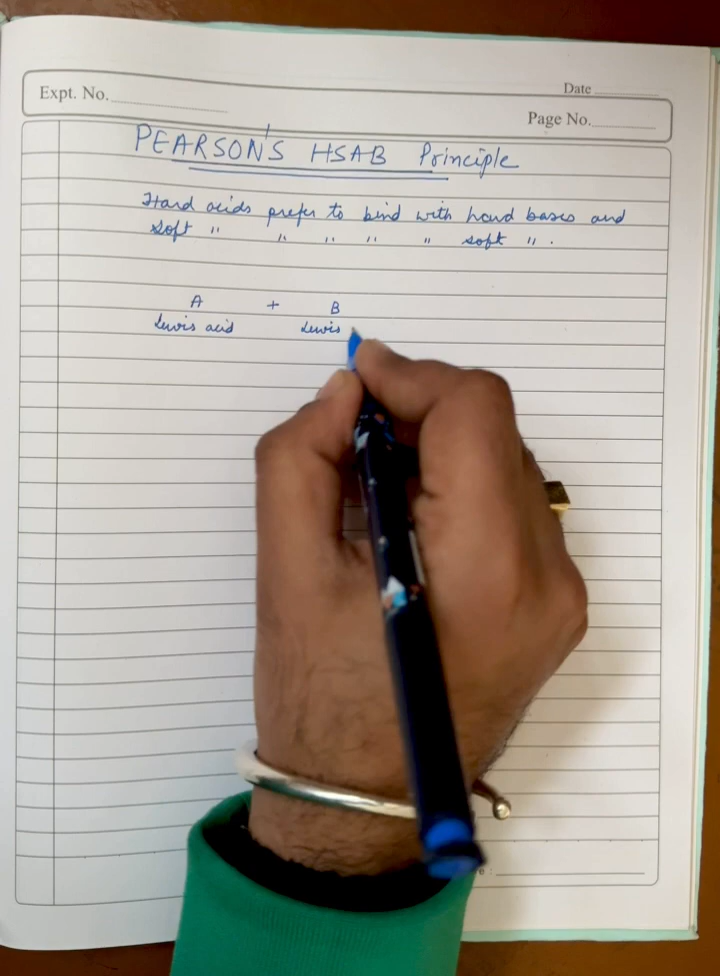 Expt. No.
Date
Page No.
PEARSON'S HSAB Principle
Hard acids prefer to bind with hard bases and
soft " " " " " soft " .
A + B
Lewis acid Lewis